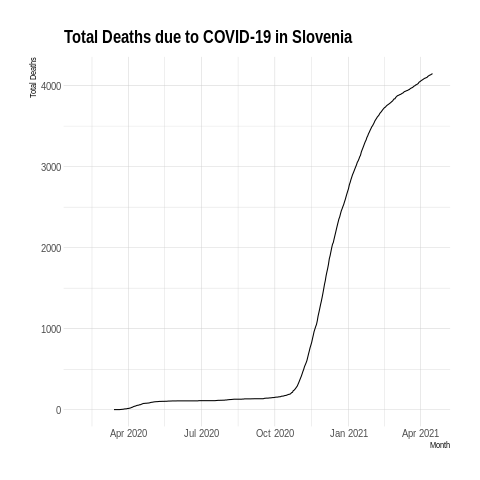 Total Deaths due to COVID-19 in Slovenia
Total Deaths
4000
3000
2000
1000
0
Apr 2020 Jul 2020 Oct 2020 Jan 2021 Apr 2021
Month